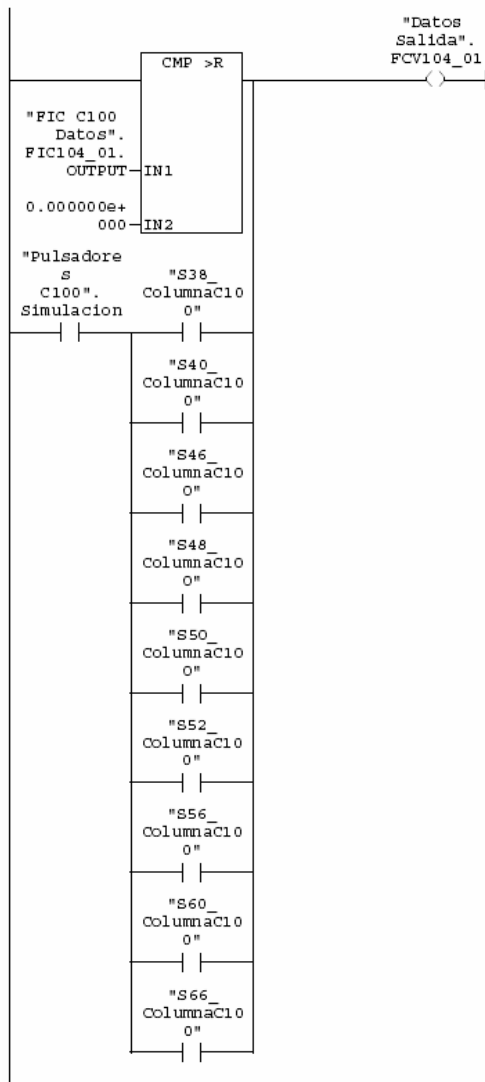 "Datos
Salida".
FCV104_01
CMP >R
"FIC C100
Datos".
FIC104_01.
OUTPUT
IN1
0.000000e+
000
IN2
"Pulsadore
s
C100".
Simulacion
"S38_
ColumnaC10
0"
"S40_
ColumnaC10
0"
"S46_
ColumnaC10
0"
"S48_
ColumnaC10
0"
"S50_
ColumnaC10
0"
"S52_
ColumnaC10
0"
"S56_
ColumnaC10
0"
"S60_
ColumnaC10
0"
"S66_
ColumnaC10
0"